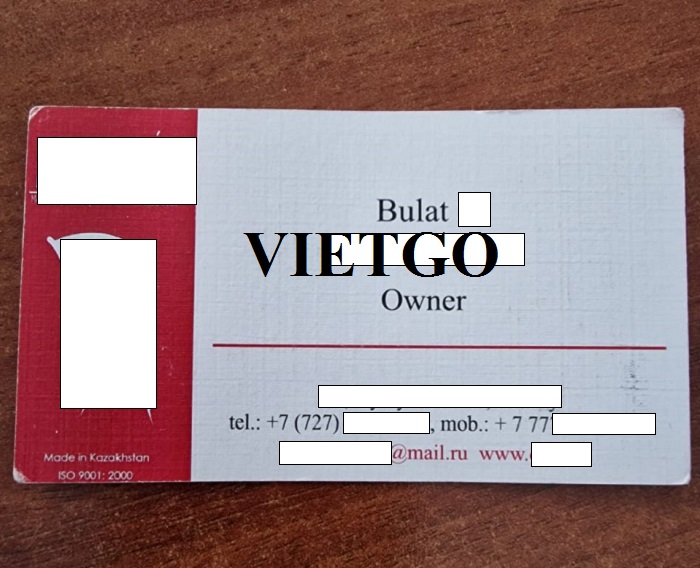 Bulat
VIETGO
Owner
tel.: +7 (727) , mob.: + 7 77
@mail.ru www.
Made in Kazakhstan
ISO 9001: 2000